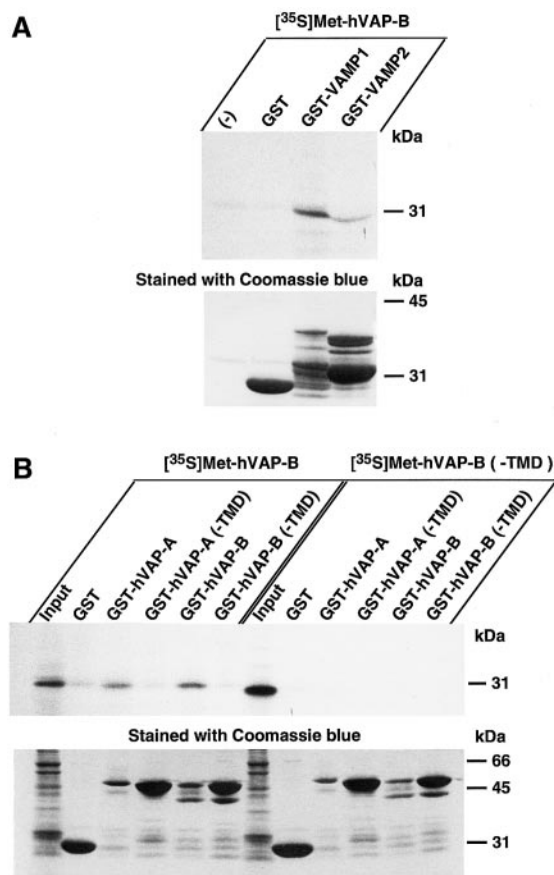 A
[³⁵S]Met-hVAP-B
(-)
GST
GST-VAMP1
GST-VAMP2
kDa
31
Stained with Coomassie blue
kDa
45
31
B
[³⁵S]Met-hVAP-B
[³⁵S]Met-hVAP-B (-TMD)
Input
GST
GST-hVAP-A
GST-hVAP-A (-TMD)
GST-hVAP-B
GST-hVAP-B (-TMD)
Input
GST
GST-hVAP-A
GST-hVAP-A (-TMD)
GST-hVAP-B
GST-hVAP-B (-TMD)
kDa
31
Stained with Coomassie blue
kDa
66
45
31